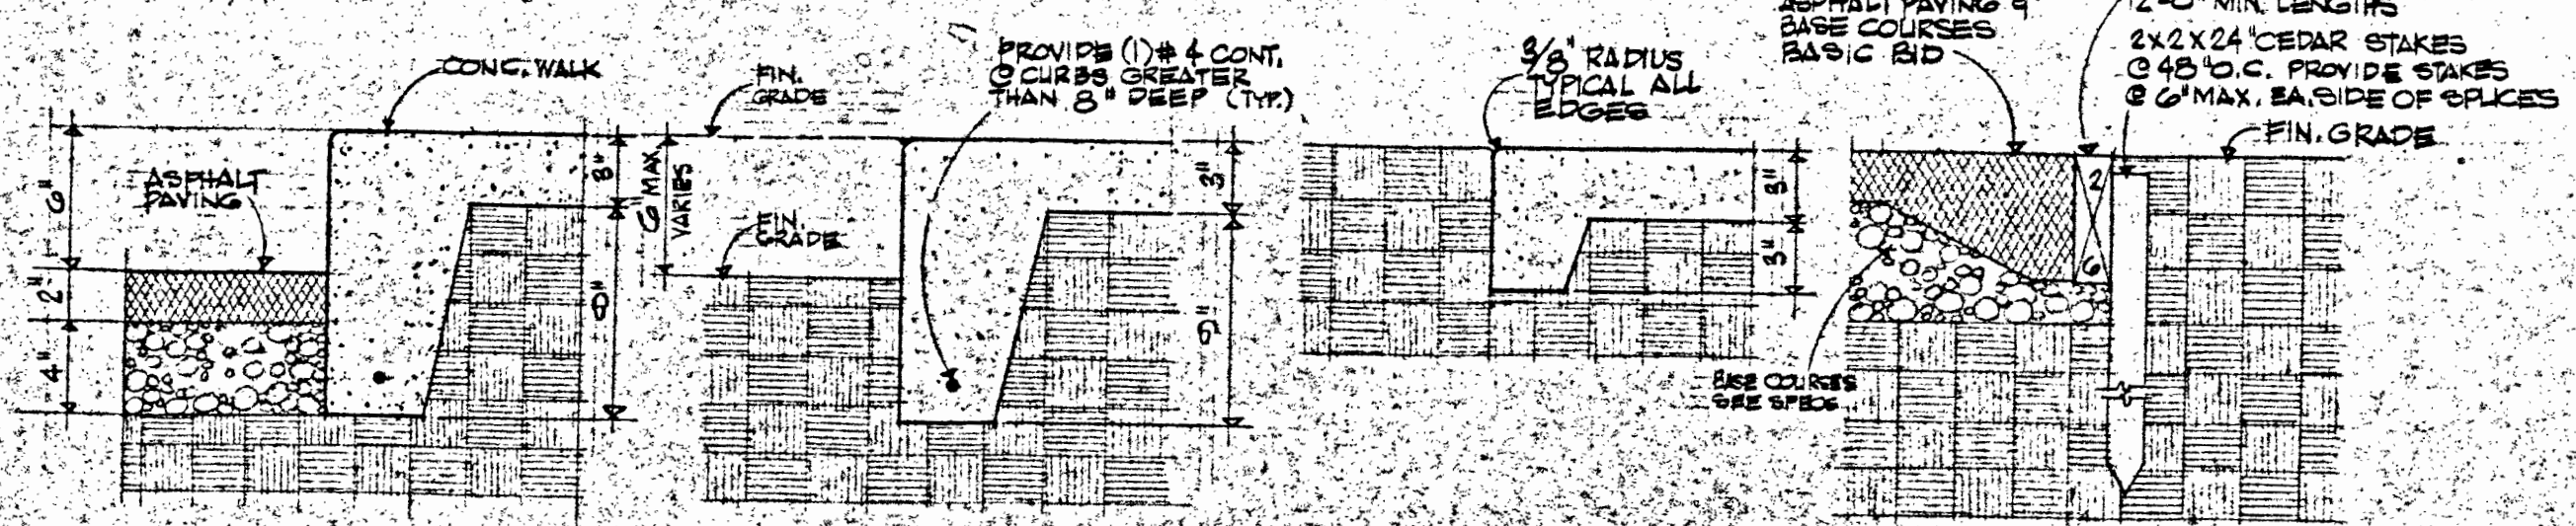 CONC. WALK
FIN.
GRADE
PROVIDE (1) # 4 CONT.
@ CURBS GREATER
THAN 8" DEEP (TYP.)
3/8" RADIUS
TYPICAL ALL
EDGES
ASPHALT PAVING &
BASE COURSES
BASIC BID
12'-0" MIN. LENGTHS
2x2x24" CEDAR STAKES
@ 48" O.C. PROVIDE STAKES
@ 6" MAX. EA. SIDE OF SPLICES
FIN. GRADE
6"
2"
4"
ASPHALT
PAVING
3"
6" MAX
VARIES
FIN.
GRADE
3"
3"
3"
2
6
BASE COURSES
SEE SPECS